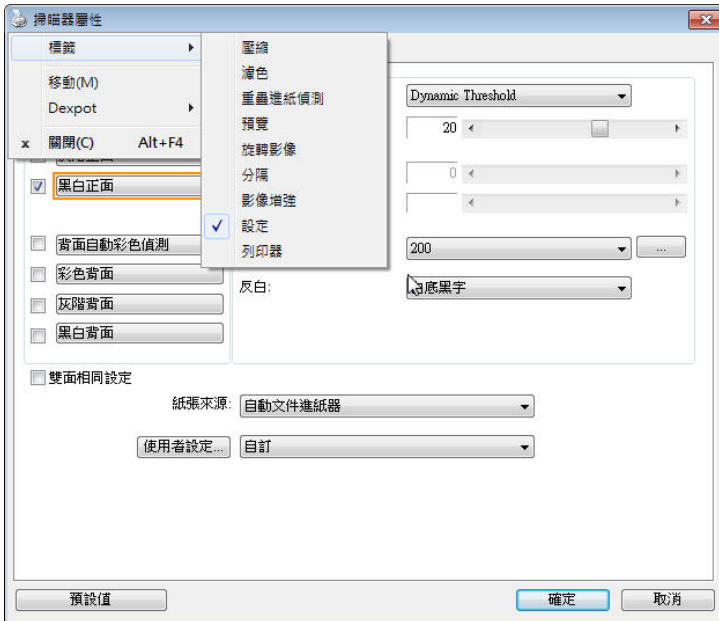 掃瞄器屬性
標籤
移動(M)
Dexpot
x 關閉(C) Alt+F4
壓縮
濾色
重疊進紙偵測
預覽
旋轉影像
分隔
影像增強
設定
列印器
Dynamic Threshold
20
0
黑白正面
背面自動彩色偵測
彩色背面
灰階背面
黑白背面
200
...
反白:
底黑字
雙面相同設定
紙張來源: 自動文件進紙器
使用者設定... 自訂
預設值
確定
取消